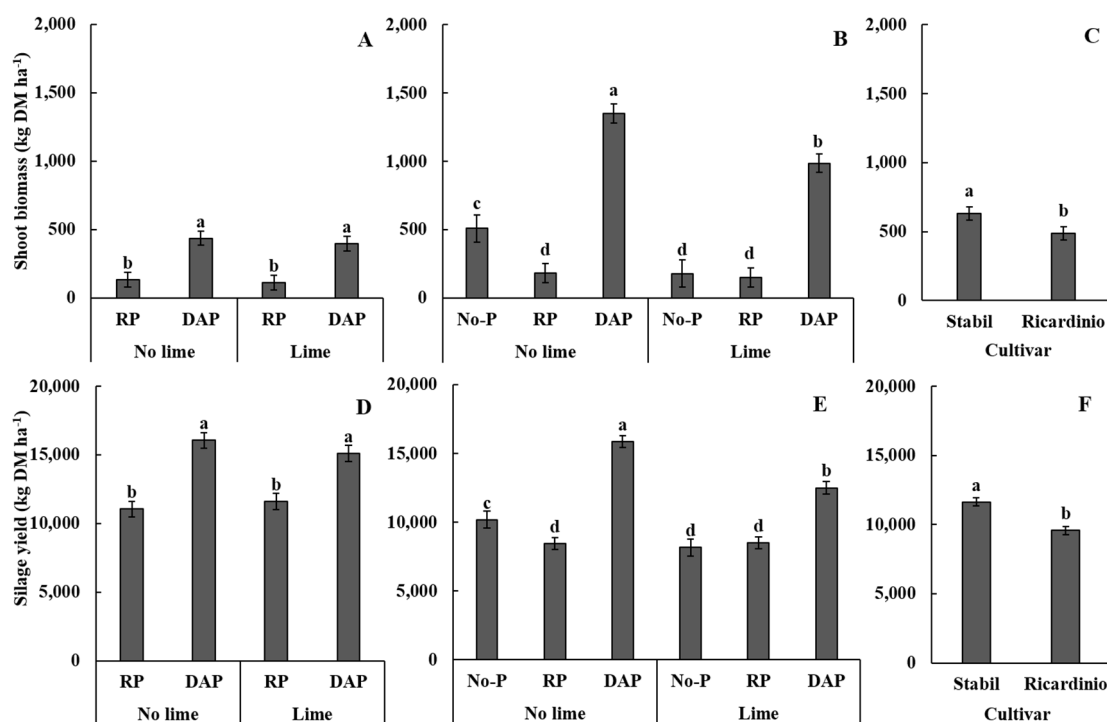 A
B
C
Shoot biomass (kg DM ha⁻¹)
2,000
1,500
1,000
500
0
b
a
b
a
RP DAP RP DAP
No lime Lime
2,000
1,500
1,000
500
0
c
d
a
d
d
b
No-P RP DAP No-P RP DAP
No lime Lime
2,000
1,500
1,000
500
0
a
b
Stabil Ricardinio
Cultivar
D
E
F
Silage yield (kg DM ha⁻¹)
20,000
15,000
10,000
5,000
0
b
a
b
a
RP DAP RP DAP
No lime Lime
20,000
15,000
10,000
5,000
0
c
d
a
d
d
b
No-P RP DAP No-P RP DAP
No lime Lime
20,000
15,000
10,000
5,000
0
a
b
Stabil Ricardinio
Cultivar